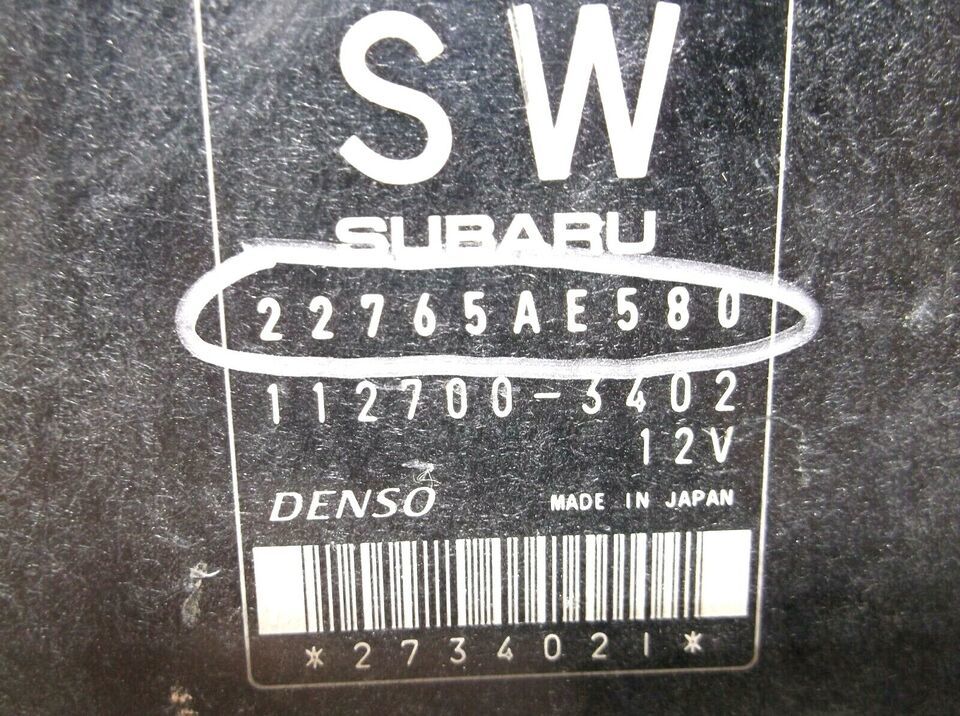 SW
SUBARU
22765AE580
112700-3402
12V
DENSO MADE IN JAPAN
*2734021*